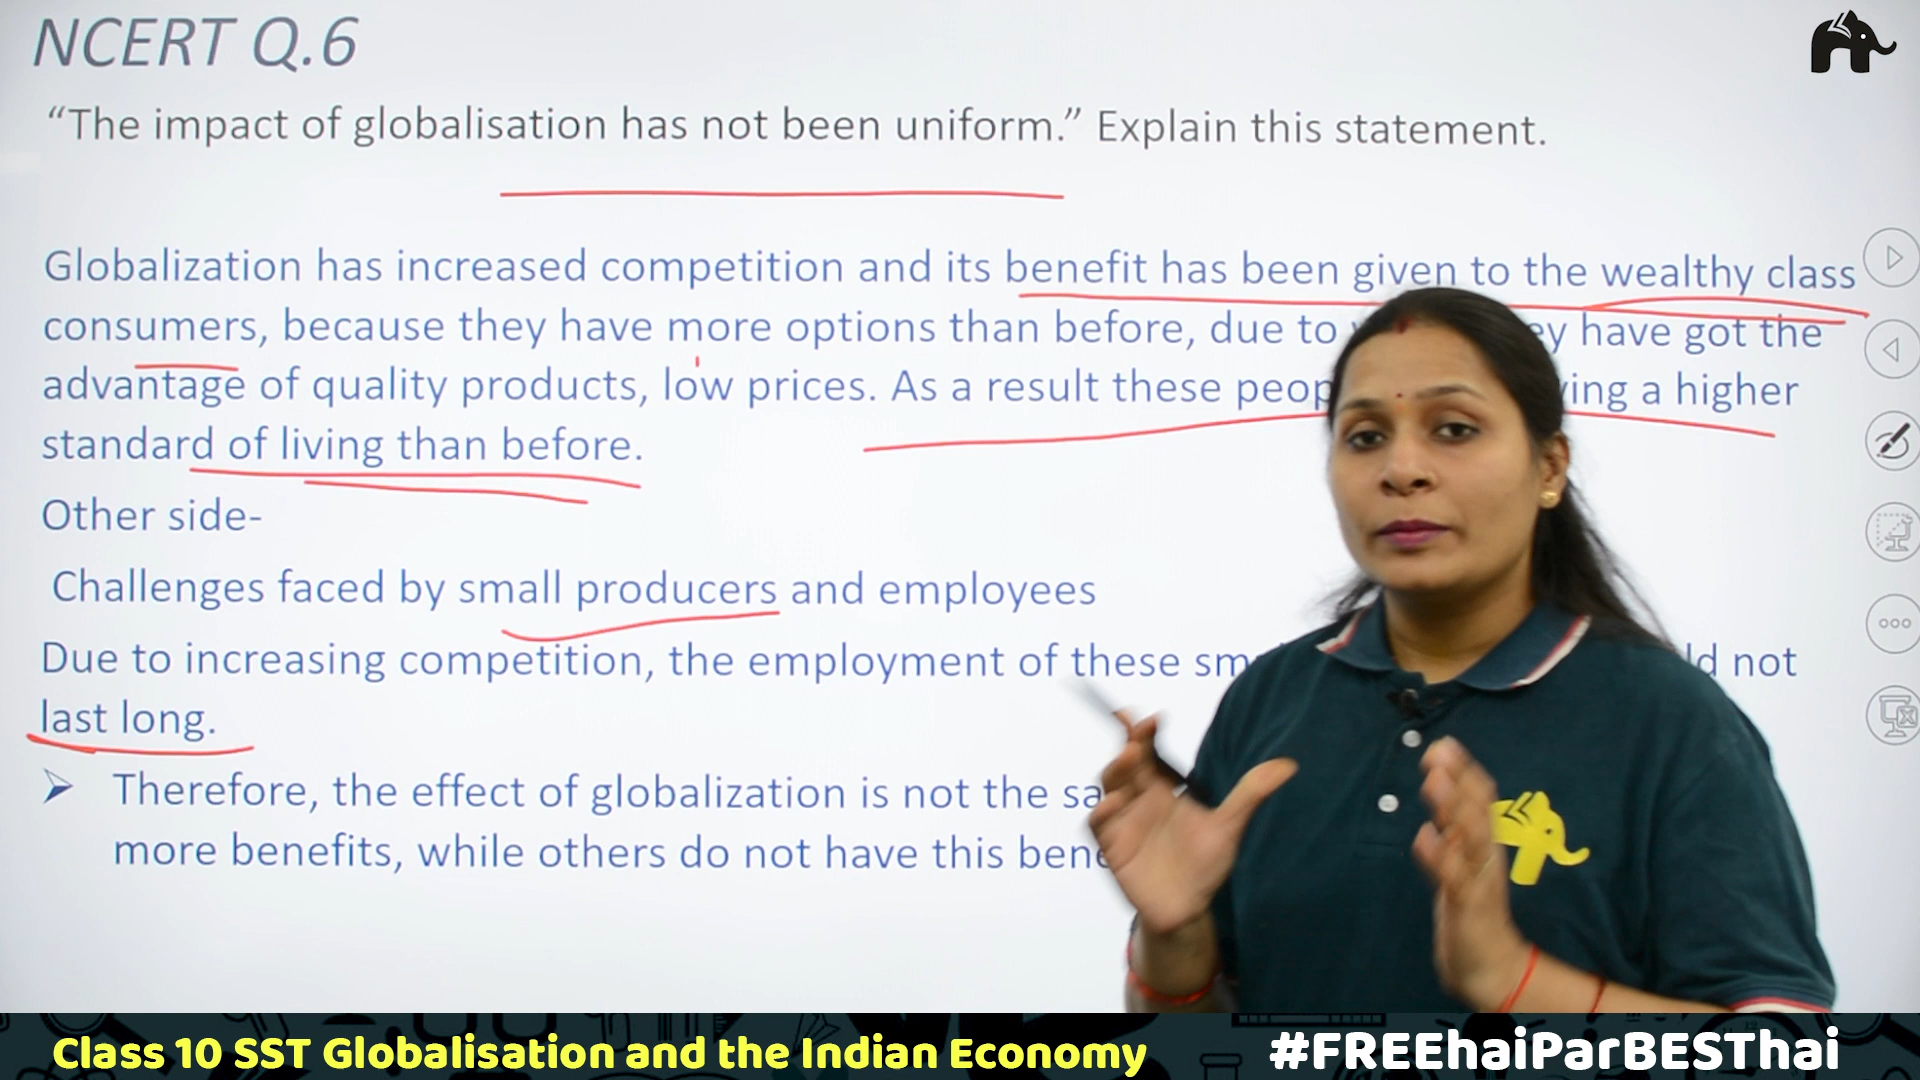 NCERT Q.6
“The impact of globalisation has not been uniform.” Explain this statement.
Globalization has increased competition and its benefit has been given to the wealthy class
consumers, because they have more options than before, due to have got the
advantage of quality products, low prices. As a result these a higher
standard of living than before.
Other side-
Challenges faced by small producers and employees
Due to increasing competition, the employment of these not
last long.
➢ Therefore, the effect of globalization is not the
more benefits, while others do not have this
Class 10 SST Globalisation and the Indian Economy
#FREEhaiParBESThai